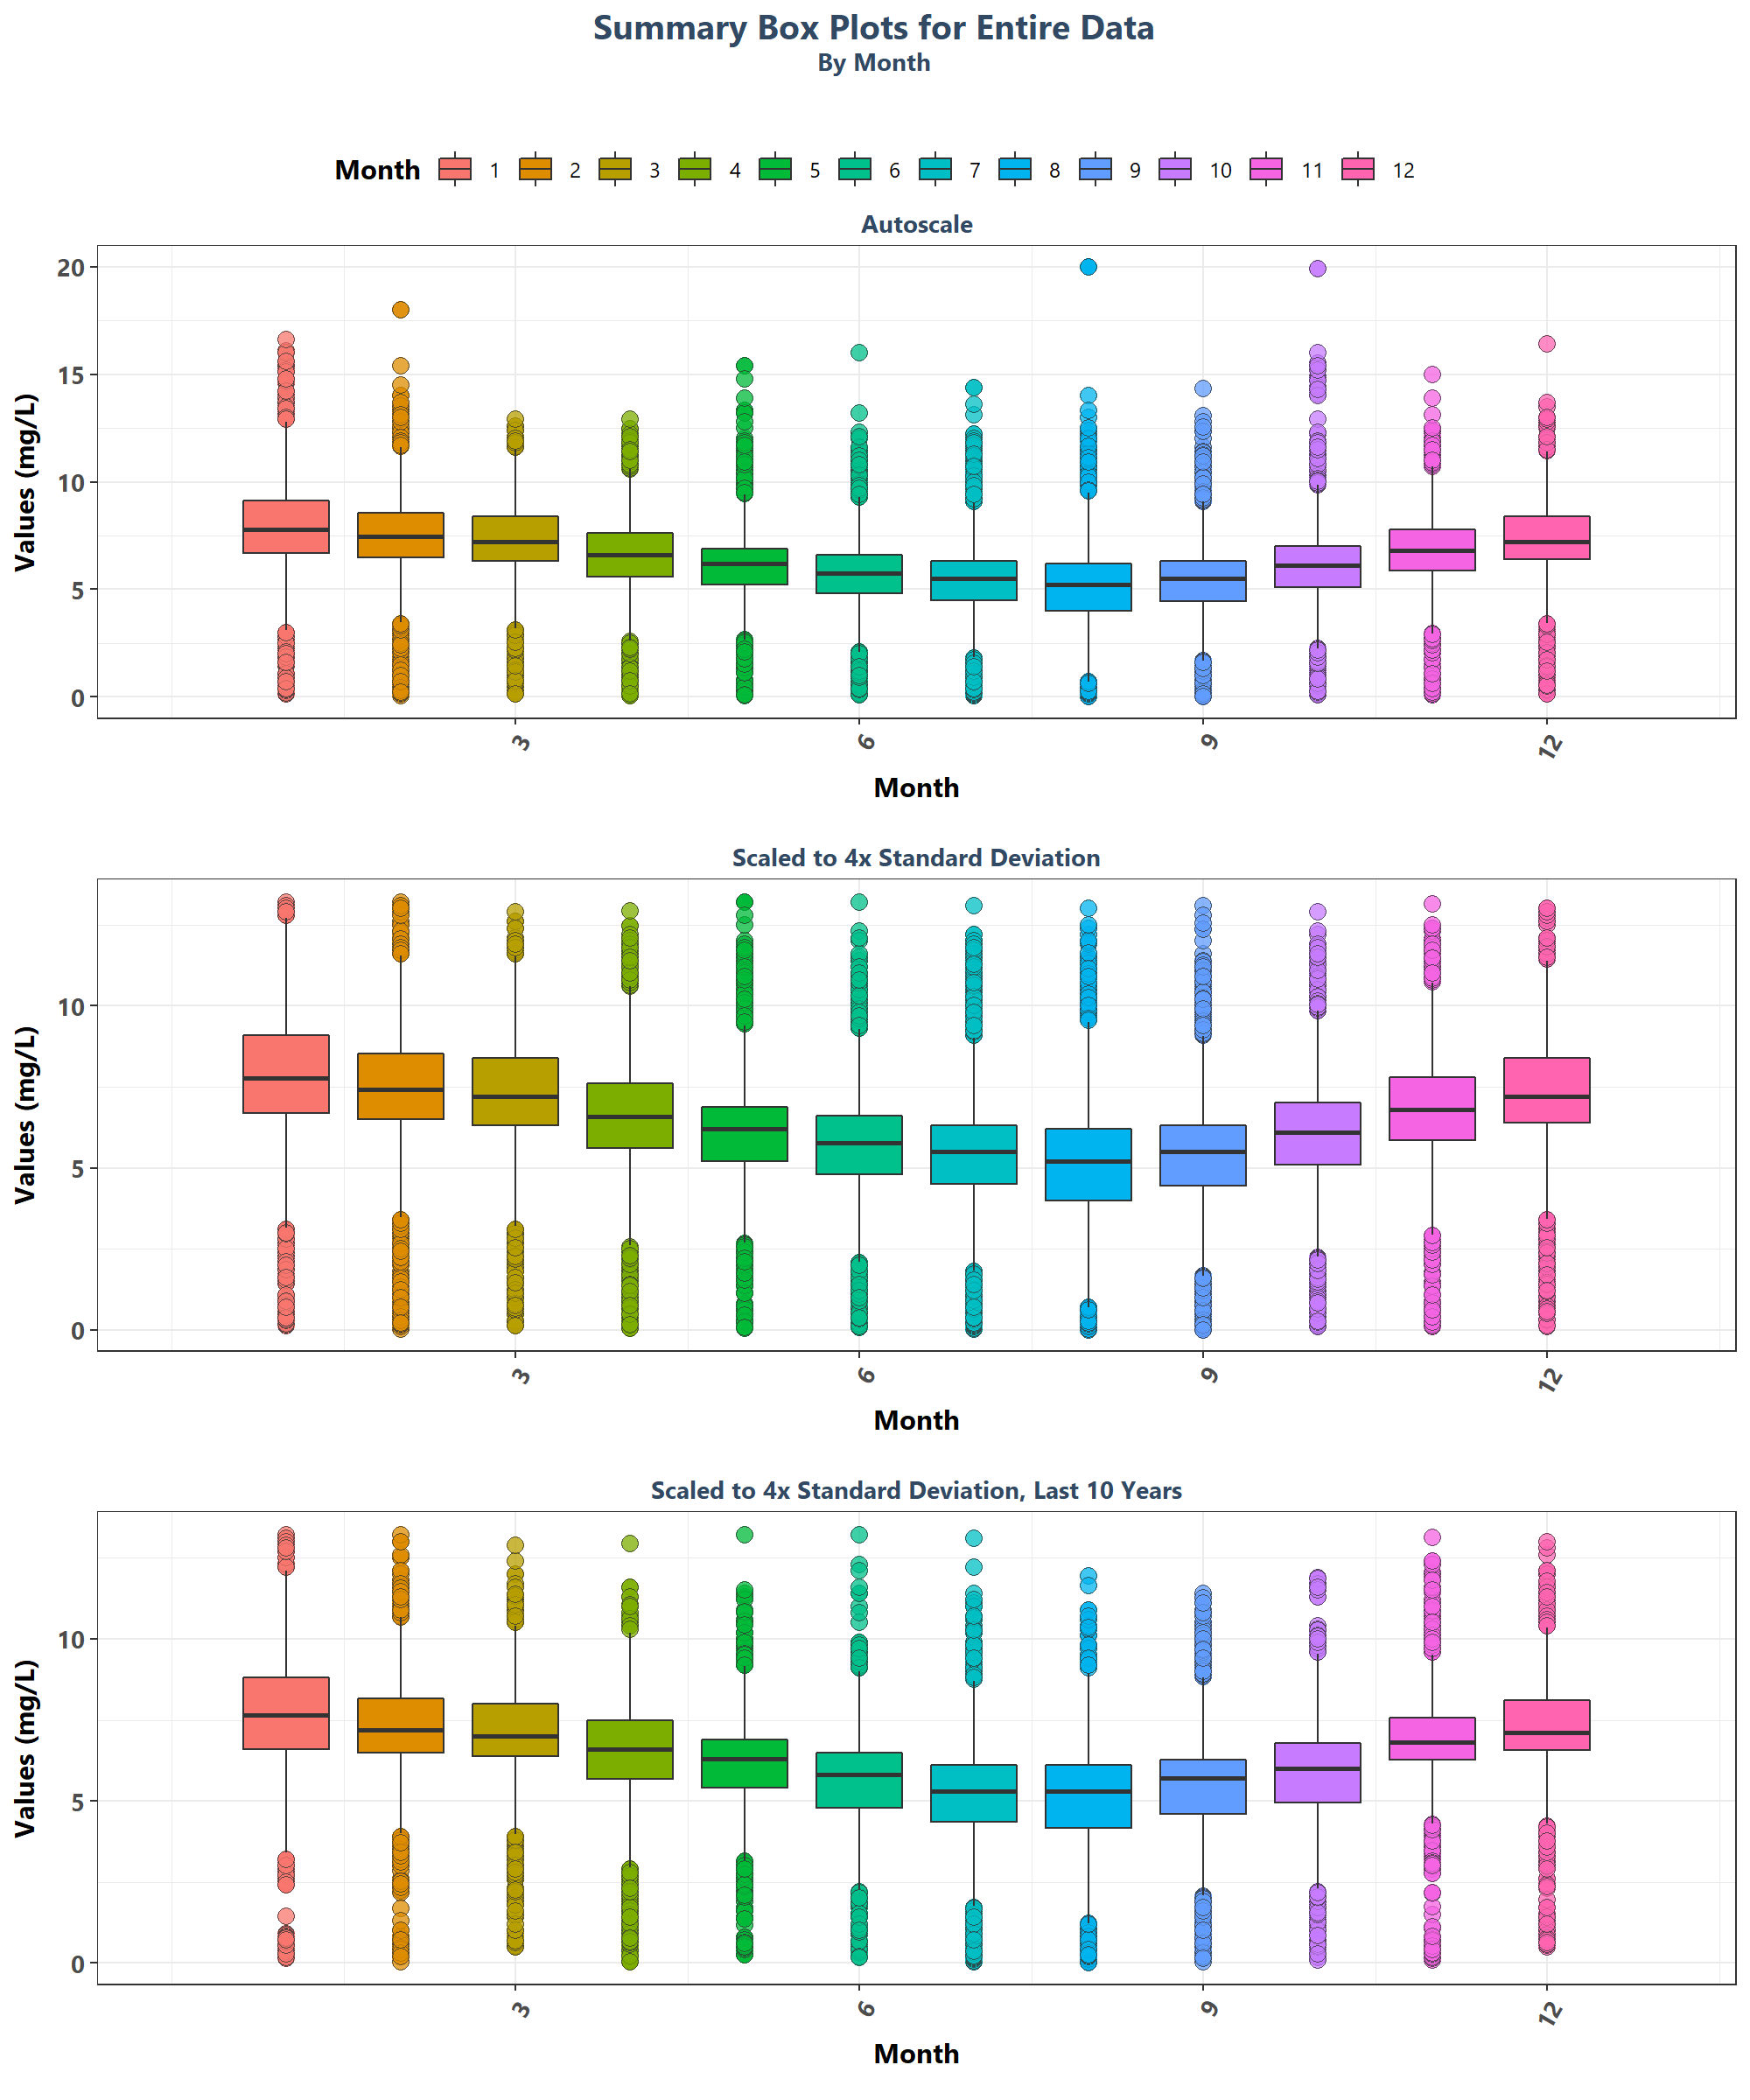 Summary Box Plots for Entire Data
By Month
Month 1 2 3 4 5 6 7 8 9 10 11 12
Autoscale
Values (mg/L)
20
15
10
5
0
3 6 9 12
Month
Scaled to 4x Standard Deviation
Values (mg/L)
10
5
0
3 6 9 12
Month
Scaled to 4x Standard Deviation, Last 10 Years
Values (mg/L)
10
5
0
3 6 9 12
Month